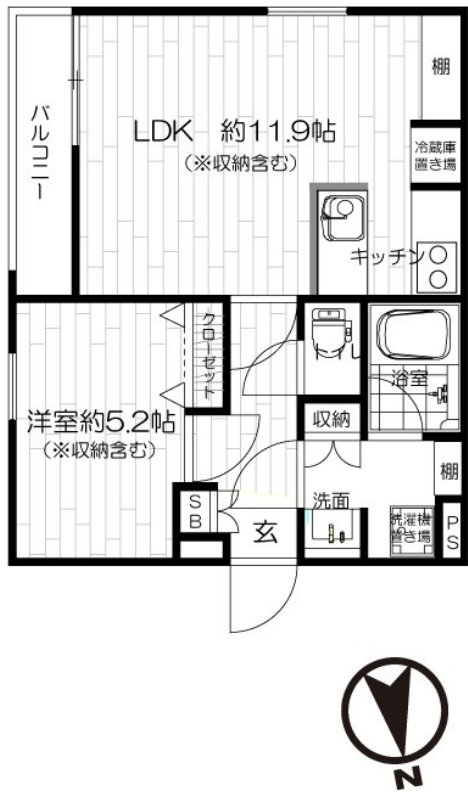 バルコニー
LDK 約11.9帖
(※収納含む)
棚
冷蔵庫
置き場
キッチン
クローゼット
トイレ
浴室
洋室約5.2帖
(※収納含む)
収納
棚
SB
洗面
洗濯機
置き場
PS
玄
N